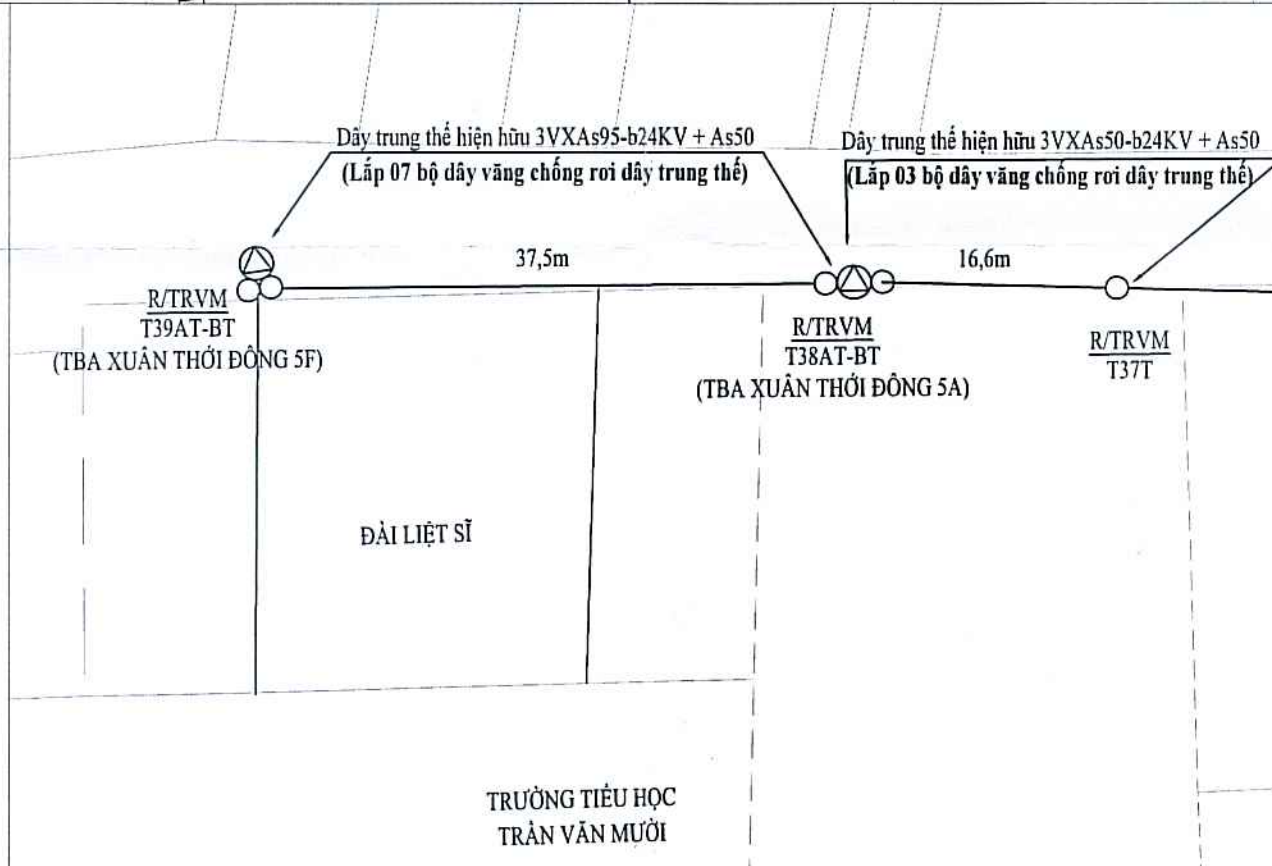 Dây trung thế hiện hữu 3VXAs95-b24KV + As50
(Lắp 07 bộ dây văng chống rơi dây trung thế)
Dây trung thế hiện hữu 3VXAs50-b24KV + As50
(Lắp 03 bộ dây văng chống rơi dây trung thế)
37,5m
16,6m
R/TRVM
T39AT-BT
(TBA XUÂN THỚI ĐÔNG 5F)
R/TRVM
T38AT-BT
(TBA XUÂN THỚI ĐÔNG 5A)
R/TRVM
T37T
ĐÀI LIỆT SĨ
TRƯỜNG TIỂU HỌC
TRẦN VĂN MƯỜI